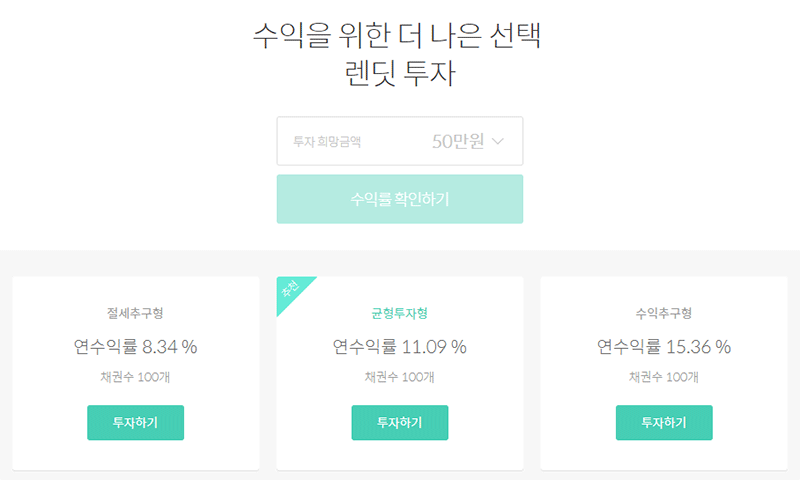 수익을 위한 더 나은 선택
렌딧 투자
투자 희망금액 50만원
수익률 확인하기
절세추구형
연수익률 8.34 %
채권수 100개
투자하기
추천
균형투자형
연수익률 11.09 %
채권수 100개
투자하기
수익추구형
연수익률 15.36 %
채권수 100개
투자하기